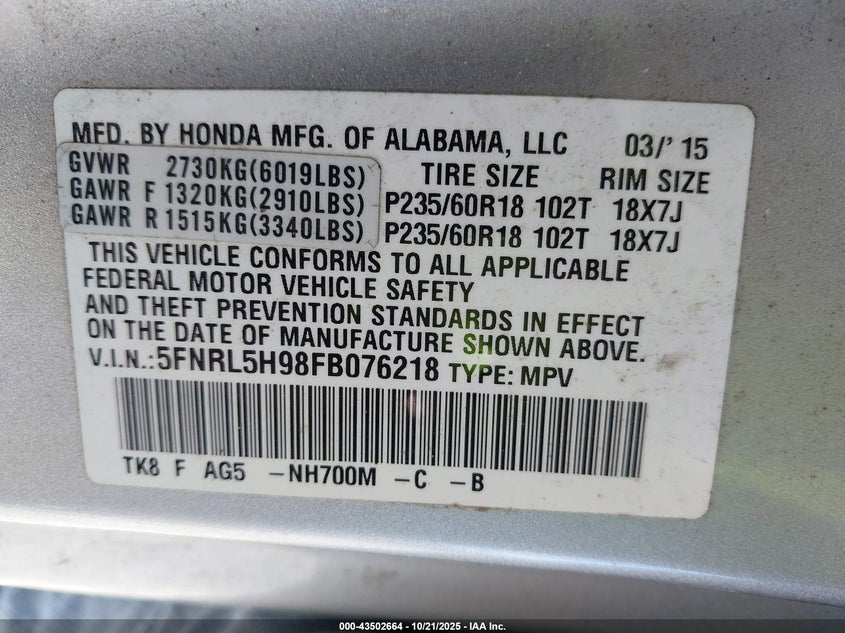 MFD. BY HONDA MFG. OF ALABAMA, LLC 03/' 15
GVWR 2730KG(6019LBS) TIRE SIZE RIM SIZE
GAWR F 1320KG(2910LBS) P235/60R18 102T 18X7J
GAWR R 1515KG(3340LBS) P235/60R18 102T 18X7J
THIS VEHICLE CONFORMS TO ALL APPLICABLE
FEDERAL MOTOR VEHICLE SAFETY
AND THEFT PREVENTION STANDARDS IN EFFECT
ON THE DATE OF MANUFACTURE SHOWN ABOVE.
V.I.N.:5FNRL5H98FB076218 TYPE: MPV
TK8 F AG5 -NH700M -C -B
000-43502664 - 10/21/2025 - IAA Inc.